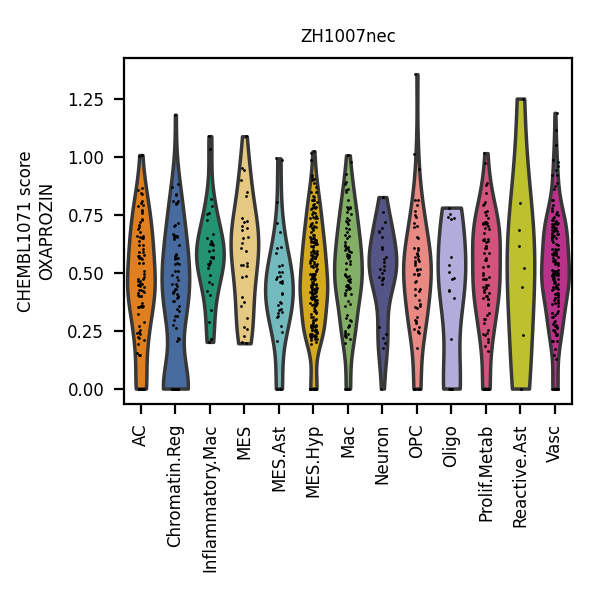 ZH1007nec
CHEMBL1071 score
OXAPROZIN
1.25
1.00
0.75
0.50
0.25
0.00
AC
Chromatin.Reg
Inflammatory.Mac
MES
MES.Ast
MES.Hyp
Mac
Neuron
OPC
Oligo
Prolif.Metab
Reactive.Ast
Vasc